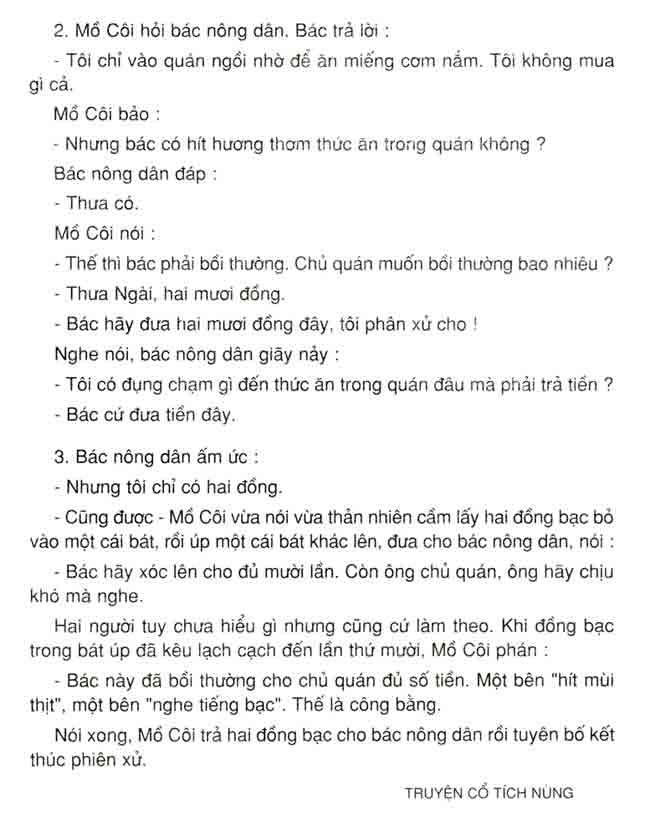 2. Mồ Côi hỏi bác nông dân. Bác trả lời :
- Tôi chỉ vào quán ngồi nhờ để ăn miếng cơm nắm. Tôi không mua
gì cả.
Mồ Côi bảo :
- Nhưng bác có hít hương thơm thức ăn trong quán không ?
Bác nông dân đáp :
- Thưa có.
Mồ Côi nói :
- Thế thì bác phải bồi thường. Chủ quán muốn bồi thường bao nhiêu ?
- Thưa Ngài, hai mươi đồng.
- Bác hãy đưa hai mươi đồng đây, tôi phân xử cho !
Nghe nói, bác nông dân giãy nảy :
- Tôi có đụng chạm gì đến thức ăn trong quán đâu mà phải trả tiền ?
- Bác cứ đưa tiền đây.
3. Bác nông dân ấm ức :
- Nhưng tôi chỉ có hai đồng.
- Cũng được - Mồ Côi vừa nói vừa thản nhiên cầm lấy hai đồng bạc bỏ
vào một cái bát, rồi úp một cái bát khác lên, đưa cho bác nông dân, nói :
- Bác hãy xóc lên cho đủ mười lần. Còn ông chủ quán, ông hãy chịu
khó mà nghe.
Hai người tuy chưa hiểu gì nhưng cũng cứ làm theo. Khi đồng bạc
trong bát úp đã kêu lạch cạch đến lần thứ mười, Mồ Côi phán :
- Bác này đã bồi thường cho chủ quán đủ số tiền. Một bên "hít mùi
thịt", một bên "nghe tiếng bạc". Thế là công bằng.
Nói xong, Mồ Côi trả hai đồng bạc cho bác nông dân rồi tuyên bố kết
thúc phiên xử.
TRUYỆN CỔ TÍCH NÙNG